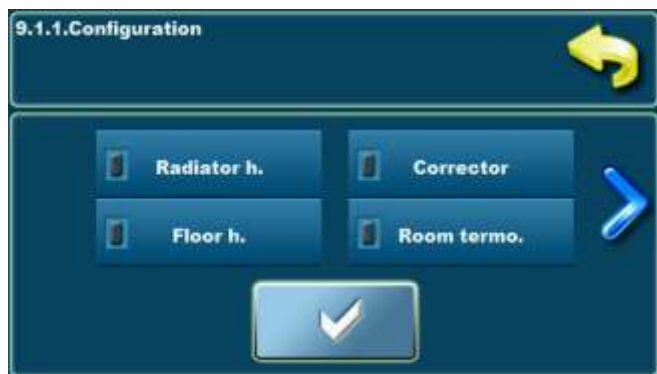 9.1.1.Configuration
Radiator h.
Corrector
Floor h.
Room termo.